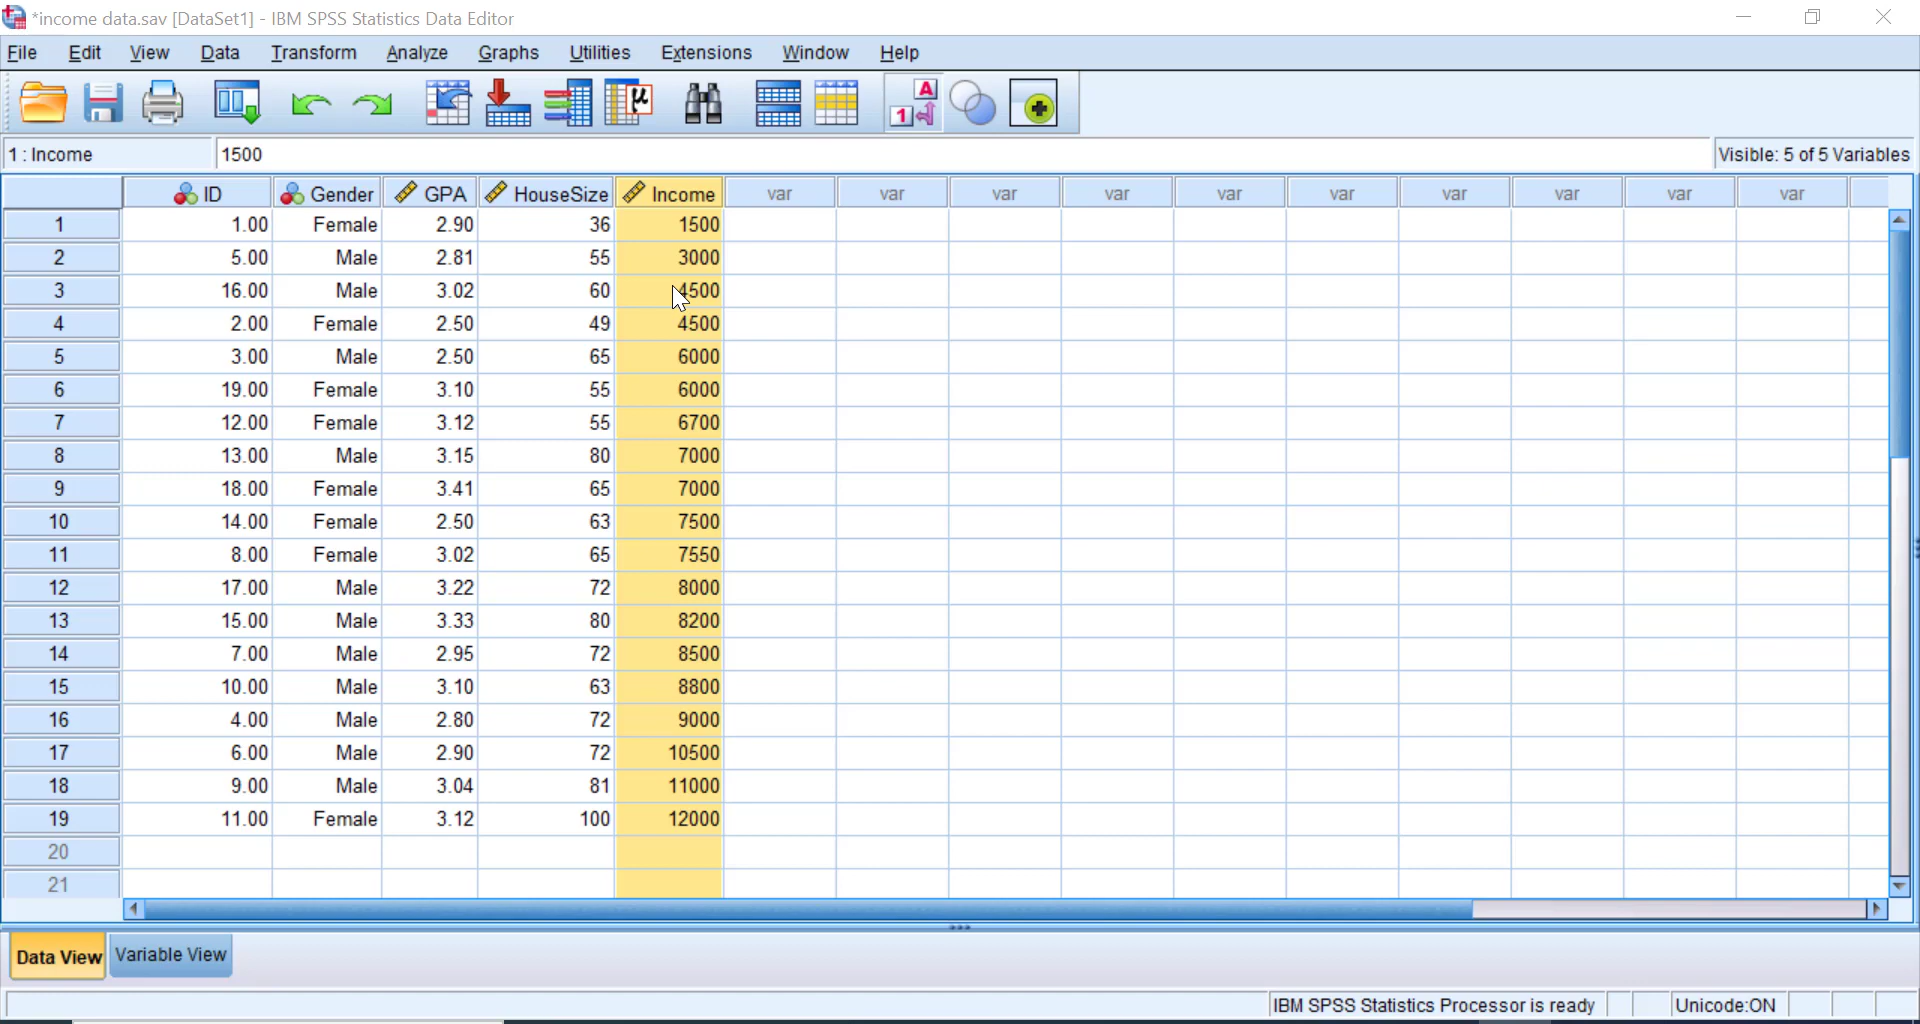 *income data.sav [DataSet1] - IBM SPSS Statistics Data Editor
File Edit View Data Transform Analyze Graphs Utilities Extensions Window Help
1 A
1 : Income 1500 Visible: 5 of 5 Variables
ID Gender GPA HouseSize Income var var var var var var var var var var
1 1.00 Female 2.90 36 1500
2 5.00 Male 2.81 55 3000
3 16.00 Male 3.02 60 4500
4 2.00 Female 2.50 49 4500
5 3.00 Male 2.50 65 6000
6 19.00 Female 3.10 55 6000
7 12.00 Female 3.12 55 6700
8 13.00 Male 3.15 80 7000
9 18.00 Female 3.41 65 7000
10 14.00 Female 2.50 63 7500
11 8.00 Female 3.02 65 7550
12 17.00 Male 3.22 72 8000
13 15.00 Male 3.33 80 8200
14 7.00 Male 2.95 72 8500
15 10.00 Male 3.10 63 8800
16 4.00 Male 2.80 72 9000
17 6.00 Male 2.90 72 10500
18 9.00 Male 3.04 81 11000
19 11.00 Female 3.12 100 12000
20
21
Data View Variable View
IBM SPSS Statistics Processor is ready Unicode:ON